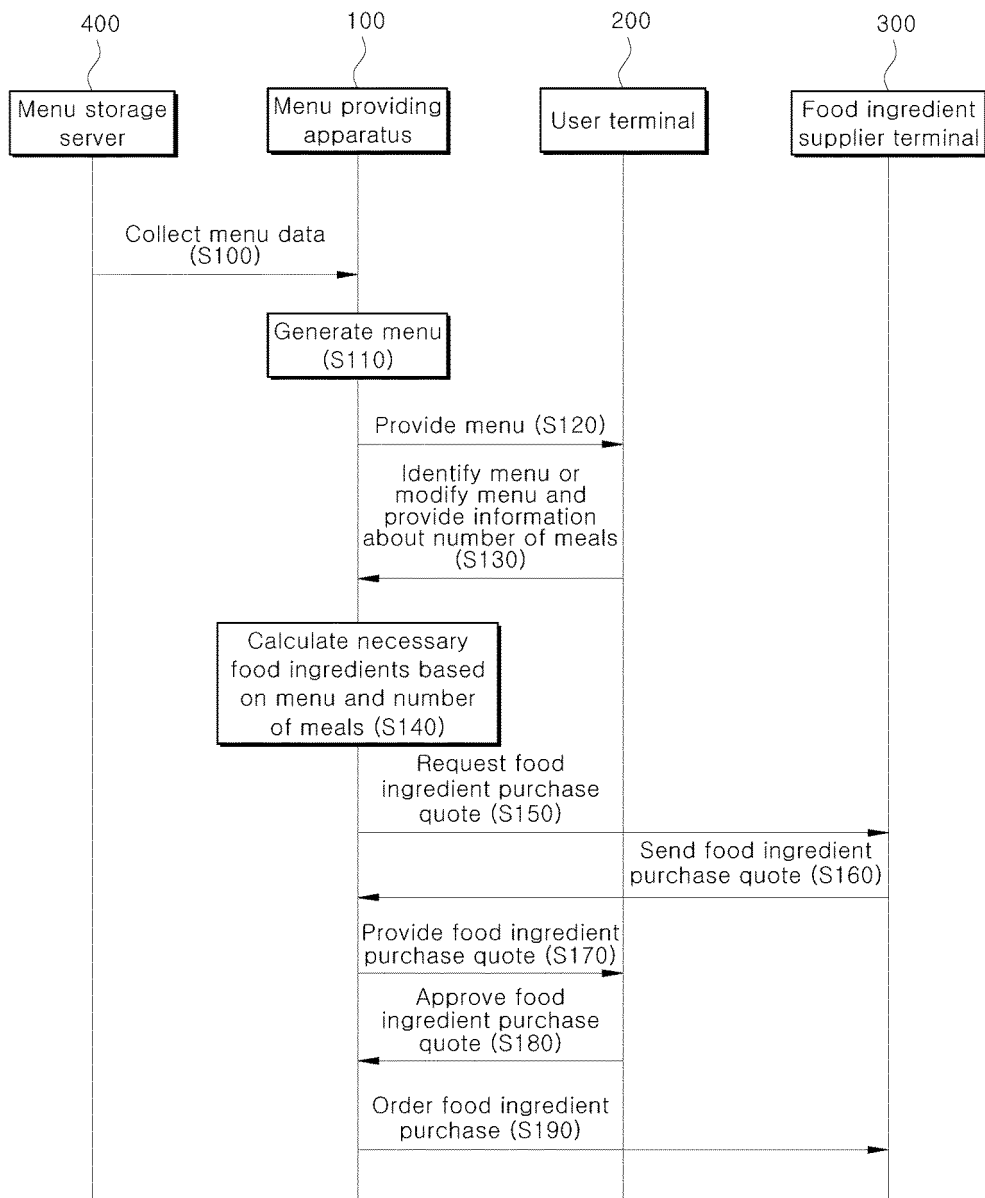 400
100
200
300
Menu storage
server
Menu providing
apparatus
User terminal
Food ingredient
supplier terminal
Collect menu data
(S100)
Generate menu
(S110)
Provide menu (S120)
Identify menu or
modify menu and
provide information
about number of meals
(S130)
Calculate necessary
food ingredients based
on menu and number
of meals (S140)
Request food
ingredient purchase
quote (S150)
Send food ingredient
purchase quote (S160)
Provide food ingredient
purchase quote (S170)
Approve food
ingredient purchase
quote (S180)
Order food ingredient
purchase (S190)